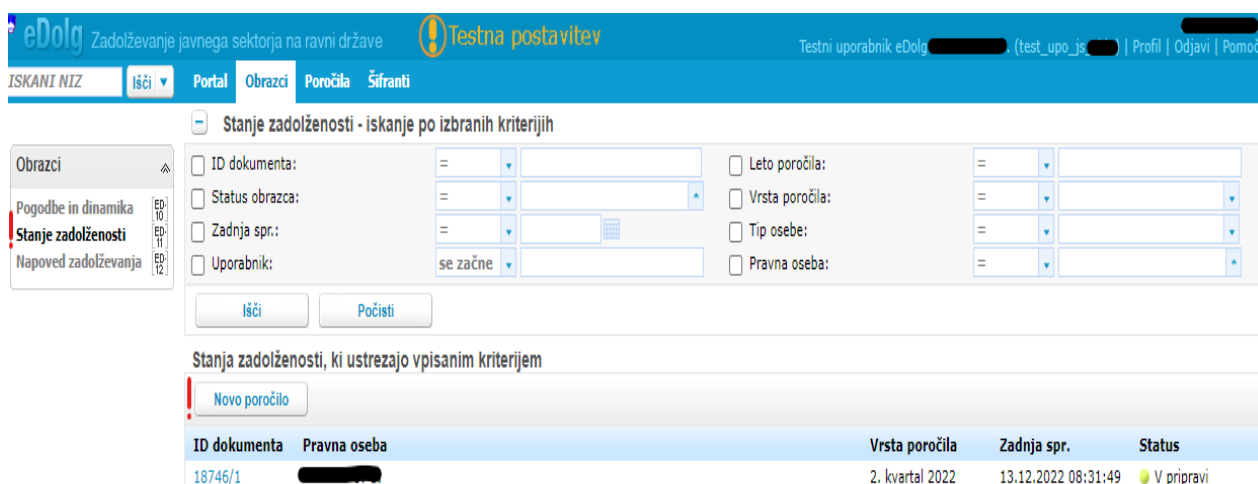 eDolg Zadolževanje javnega sektorja na ravni države ! Testna postavitev
Testni uporabnik eDolg . (test_upo_js_ ) | Profil | Odjavi | Pomoč
ISKANI NIZ Išči Portal Obrazci Poročila Šifranti
Stanje zadolženosti - iskanje po izbranih kriterijih
Obrazci
Pogodbe in dinamika ED-10
Stanje zadolženosti ED-11
Napoved zadolževanja ED-12
ID dokumenta: = Leto poročila: =
Status obrazca: = Vrsta poročila: =
Zadnja spr.: = Tip osebe: =
Uporabnik: se začne Pravna oseba: =
Išči Počisti
Stanja zadolženosti, ki ustrezajo vpisanim kriterijem
! Novo poročilo
ID dokumenta Pravna oseba Vrsta poročila Zadnja spr. Status
18746/1 2. kvartal 2022 13.12.2022 08:31:49 V pripravi